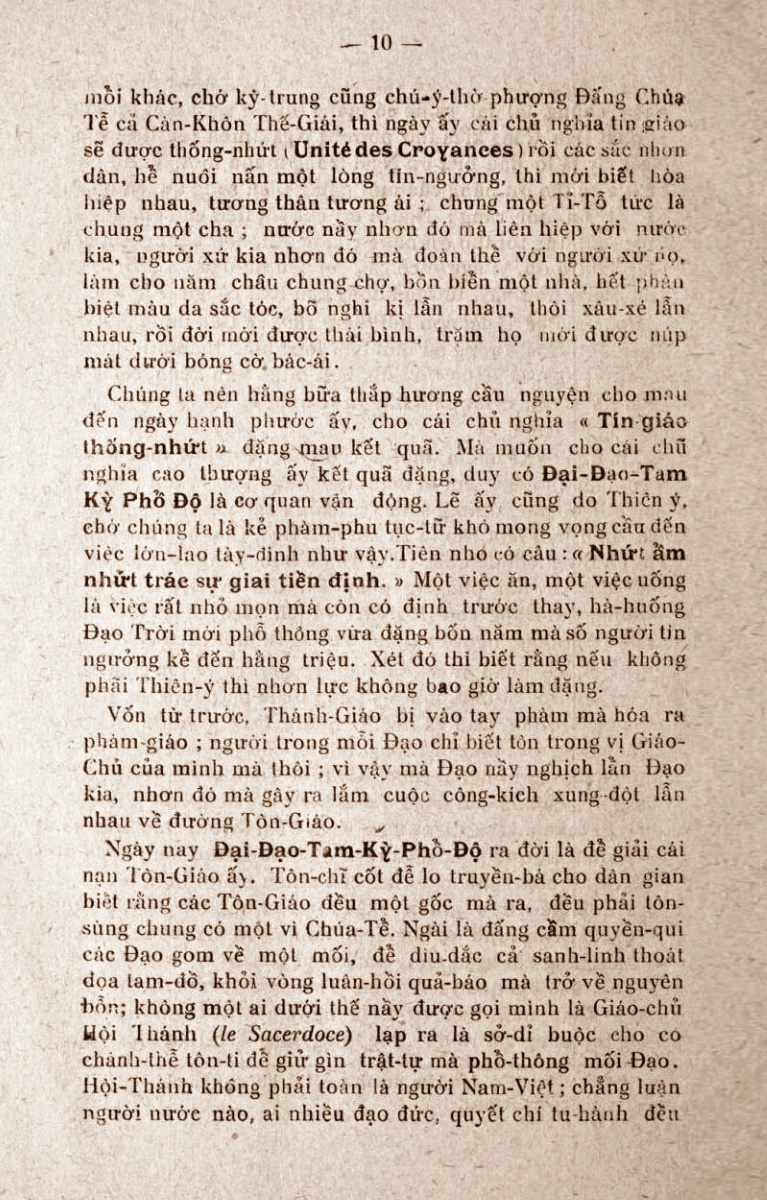 — 10 —
mỗi khác, chớ kỳ-trung cũng chú-ý-thờ phượng Đấng Chúa
Tể cả Càn-Khôn Thế-Giái, thì ngày ấy cái chủ nghĩa tín giáo
sẽ được thống-nhứt (Unité des Croyances) rồi các sắc nhơn
dân, hễ nuôi nấn một lòng tín-ngưởng, thì mới biết hòa
hiệp nhau, tương thân tương ái ; chung một Tỉ-Tổ tức là
chung một cha ; nước nầy nhơn đó mà liên hiệp với nước
kia, người xứ kia nhơn đó mà đoàn thể với người xứ nọ,
làm cho năm châu chung chợ, bốn biển một nhà, hết phân
biệt màu da sắc tóc, bõ nghi kị lẫn nhau, thôi xâu-xé lẫn
nhau, rồi đời mới được thái bình, trăm họ mới được núp
mát dưới bóng cờ bác-ái.
Chúng ta nên hằng bữa thắp hương cầu nguyện cho mau
đến ngày hạnh phước ấy, cho cái chủ nghĩa « Tín-giáo
thống-nhứt » đặng mau kết quã. Mà muốn cho cái chũ
nghĩa cao thượng ấy kết quã đặng, duy có Đại-Đạo-Tam
Kỳ Phổ Độ là cơ quan vận động. Lẽ ấy cũng do Thiên ý,
chớ chúng ta là kẻ phàm-phu tục-tữ khó mong vọng cầu đến
việc lớn-lao tày-đình như vậy. Tiên nho có câu : « Nhứt ẩm
nhứt trác sự giai tiền định. » Một việc ăn, một việc uống
là việc rất nhỏ mọn mà còn có định trước thay, hà-huống
Đạo Trời mới phổ thông vừa đặng bốn năm mà số người tín
ngưởng kể đến hằng triệu. Xét đó thì biết rằng nếu không
phãi Thiên-ý thì nhơn lực không bao giờ làm đặng.
Vốn từ trước, Thánh-Giáo bị vào tay phàm mà hóa ra
phàm-giáo ; người trong mỗi Đạo chỉ biết tôn trong vị Giáo-
Chủ của mình mà thôi ; vì vậy mà Đạo nầy nghịch lẫn Đạo
kia, nhơn đó mà gây ra lắm cuộc công-kích xung-đột lẫn
nhau về đường Tôn-Giáo.
Ngày nay Đại-Đạo-Tam-Kỳ-Phổ-Độ ra đời là để giải cái
nạn Tôn-Giáo ấy. Tôn-chĩ cốt để lo truyền-bá cho dân gian
biết rằng các Tôn-Giáo đều một gốc mà ra, đều phải tôn-
sùng chung có một vì Chúa-Tể. Ngài là đấng cầm quyền-qui
các Đạo gom về một mối, để dìu-dắc cả sanh-linh thoát
đọa tam-đồ, khỏi vòng luân-hồi quả-báo mà trở về nguyên
bổn; không một ai dưới thế nầy được gọi mình là Giáo-chủ
Hội Thánh (le Sacerdoce) lạp ra là sở-dỉ buộc cho có
chánh-thể tôn-ti để giử gìn trật-tự mà phổ-thông mối Đạo.
Hội-Thánh không phải toàn là người Nam-Việt ; chẳng luận
người nước nào, ai nhiều đạo đức, quyết chí tu-hành đều